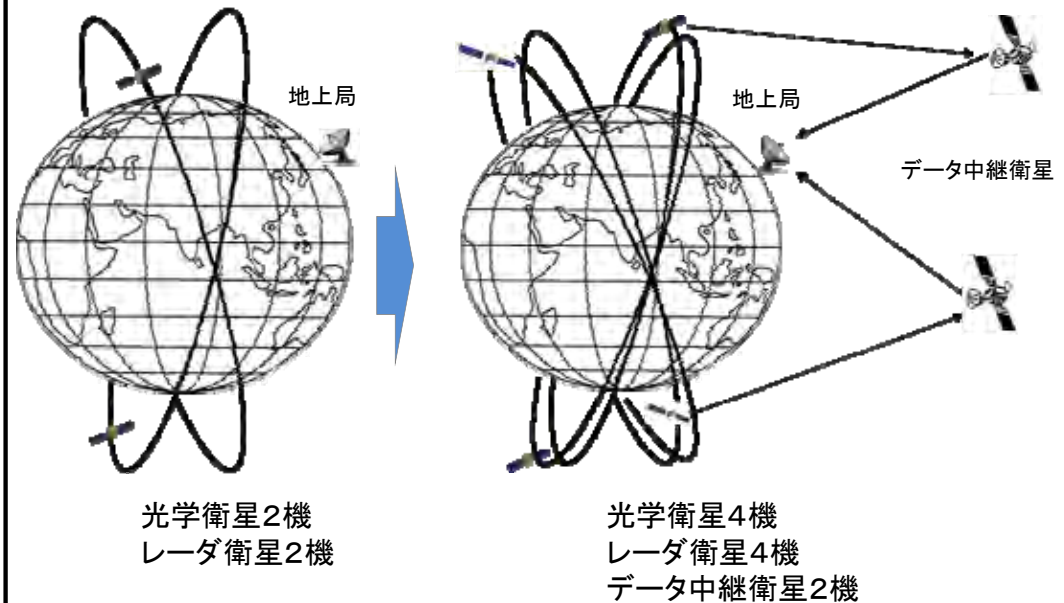 地上局
地上局
データ中継衛星
光学衛星2機
レーダ衛星2機
光学衛星4機
レーダ衛星4機
データ中継衛星2機